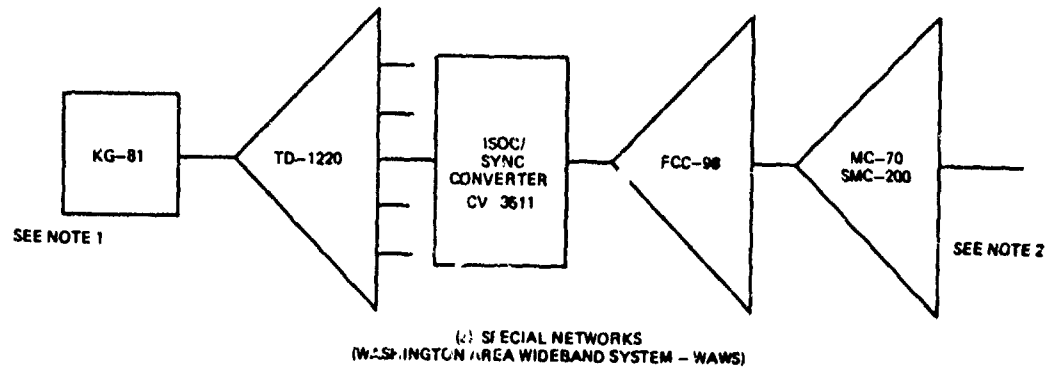 KG-81
TD-1220
ISOC/
SYNC
CONVERTER
CV 3511
FCC-98
MC-70
SMC-200
SEE NOTE 1
SEE NOTE 2
SPECIAL NETWORKS
(WASHINGTON AREA WIDEBAND SYSTEM - WAWS)